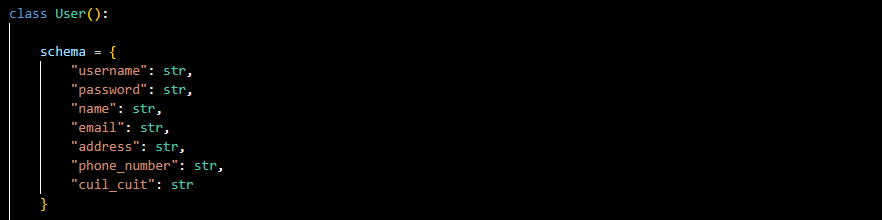 class User():
schema = {
"username": str,
"password": str,
"name": str,
"email": str,
"address": str,
"phone_number": str,
"cuil_cuit": str
}